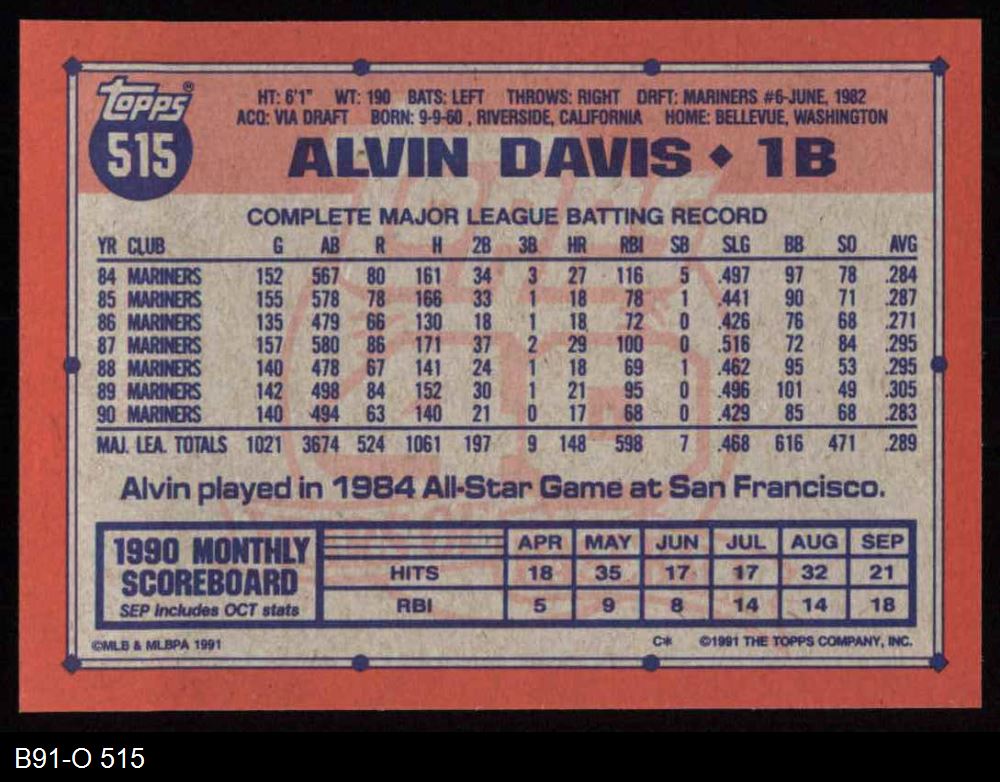 topps®
515
HT: 6'1" WT: 190 BATS: LEFT THROWS: RIGHT DRFT: MARINERS #6-JUNE, 1982
ACQ: VIA DRAFT BORN: 9-9-60 , RIVERSIDE, CALIFORNIA HOME: BELLEVUE, WASHINGTON
ALVIN DAVIS ◆ 1B
COMPLETE MAJOR LEAGUE BATTING RECORD
YR CLUB G AB R H 2B 3B HR RBI SB SLG BB SO AVG
84 MARINERS 152 567 80 161 34 3 27 116 5 .497 97 78 .284
85 MARINERS 155 578 78 166 33 1 18 78 1 .441 90 71 .287
86 MARINERS 135 479 66 130 18 1 18 72 0 .426 76 68 .271
87 MARINERS 157 580 86 171 37 2 29 100 0 .516 72 84 .295
88 MARINERS 140 478 67 141 24 1 18 69 1 .462 95 53 .295
89 MARINERS 142 498 84 152 30 1 21 95 0 .496 101 49 .305
90 MARINERS 140 494 63 140 21 0 17 68 0 .429 85 68 .283
MAJ. LEA. TOTALS 1021 3674 524 1061 197 9 148 598 7 .468 616 471 .289
Alvin played in 1984 All-Star Game at San Francisco.
1990 MONTHLY
SCOREBOARD
SEP includes OCT stats
APR MAY JUN JUL AUG SEP
HITS 18 35 17 17 32 21
RBI 5 9 8 14 14 18
©MLB & MLBPA 1991 C* ©1991 THE TOPPS COMPANY, INC.
B91-O 515